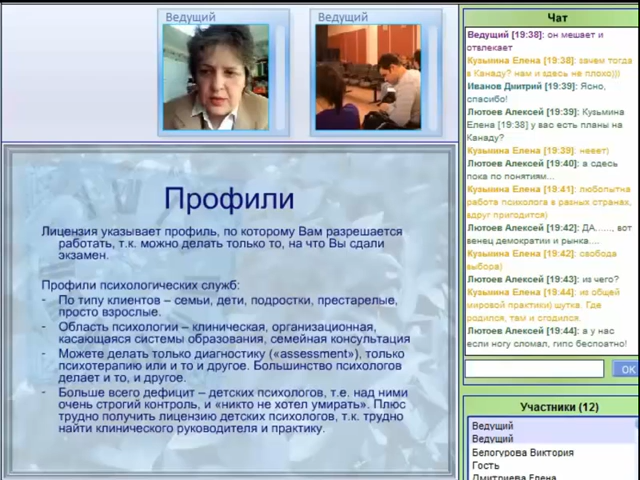 Ведущий
Ведущий
Профили
Лицензия указывает профиль, по которому Вам разрешается
работать, т.к. можно делать только то, на что Вы сдали
экзамен.
Профили психологических служб:
- По типу клиентов – семьи, дети, подростки, престарелые,
просто взрослые.
- Область психологии – клиническая, организационная,
касающаяся системы образования, семейная консультация
- Можете делать только диагностику («assessment»), только
психотерапию или и то и другое. Большинство психологов
делает и то, и другое.
- Больше всего дефицит – детских психологов, т.е. над ними
очень строгий контроль, и «никто не хотел умирать». Плюс
трудно получить лицензию детских психологов, т.к. трудно
найти клинического руководителя и практику.
Чат
Ведущий [19:38]: он мешает и
отвлекает
Кузьмина Елена [19:38]: зачем тогда
в Канаду? нам и здесь не плохо)))
Иванов Дмитрий [19:39]: Ясно,
спасибо!
Лютоев Алексей [19:39]: Кузьмина
Елена [19:38] у вас есть планы на
Канаду?
Кузьмина Елена [19:39]: нееет)
Лютоев Алексей [19:40]: а здесь
пока по понятиям...
Кузьмина Елена [19:41]: любопытна
работа психолога в разных странах,
вдруг пригодится)
Лютоев Алексей [19:42]: ДА......, вот
венец демократии и рынка....
Кузьмина Елена [19:42]: свобода
выбора)
Лютоев Алексей [19:43]: из чего?
Кузьмина Елена [19:44]: из общей
мировой практики) шутка. Где
родился, там и сгодился.
Лютоев Алексей [19:44]: а у нас
если ногу сломал, гипс бесплатно!
OK
Участники (12)
Ведущий
Ведущий
Белогурова Виктория
Гость
Дмитриева Елена